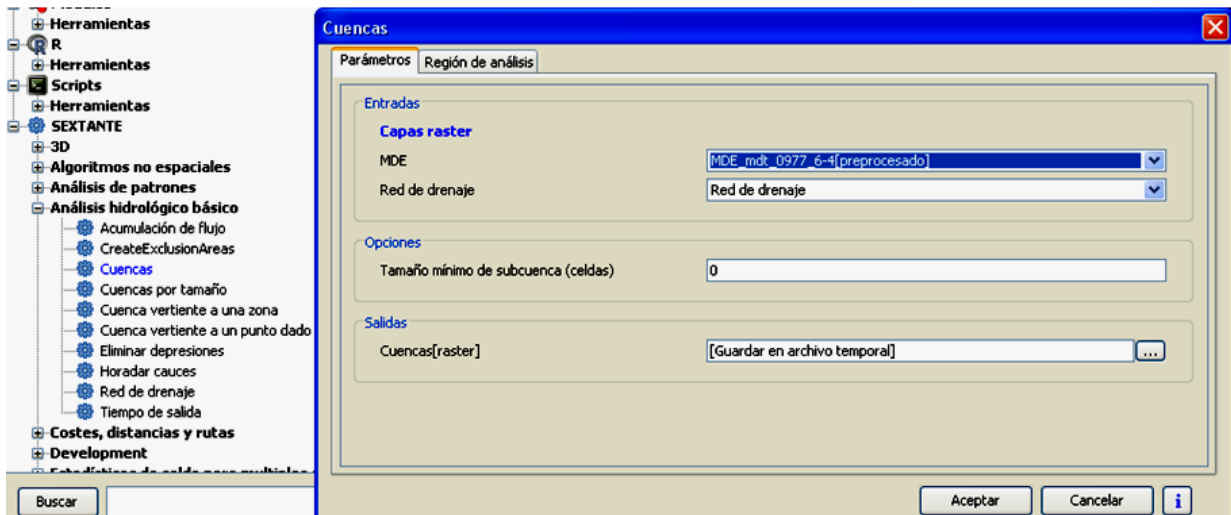 Herramientas
R
Herramientas
Scripts
Herramientas
SEXTANTE
3D
Algoritmos no espaciales
Análisis de patrones
Análisis hidrológico básico
Acumulación de flujo
CreateExclusionAreas
Cuencas
Cuencas por tamaño
Cuenca vertiente a una zona
Cuenca vertiente a un punto dado
Eliminar depresiones
Horadar cauces
Red de drenaje
Tiempo de salida
Costes, distancias y rutas
Development
Buscar
Cuencas
Parámetros Región de análisis
Entradas
Capas raster
MDE MDE_mdt_0977_6-4[preprocesado]
Red de drenaje Red de drenaje
Opciones
Tamaño mínimo de subcuenca (celdas) 0
Salidas
Cuencas[raster] [Guardar en archivo temporal] ...
Aceptar Cancelar i